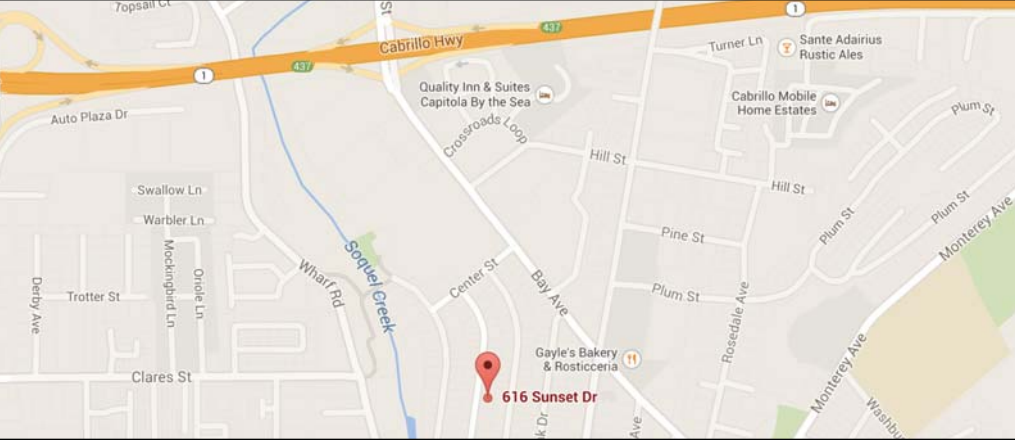 Topsail Ct
St
1
Cabrillo Hwy
437
Turner Ln
Sante Adairius
Rustic Ales
1
437
Quality Inn & Suites
Capitola By the Sea
Cabrillo Mobile
Home Estates
Auto Plaza Dr
Crossroads Loop
Plum St
Hill St
Hill St
Swallow Ln
Warbler Ln
Plum St
Plum St
Monterey Ave
Pine St
Mockingbird Ln
Oriole Ln
Soquel Creek
Wharf Rd
Center St
Bay Ave
Derby Ave
Trotter St
Plum St
Rosedale Ave
Gayle's Bakery
& Rosticceria
Monterey Ave
Clares St
616 Sunset Dr
Dr
Ave